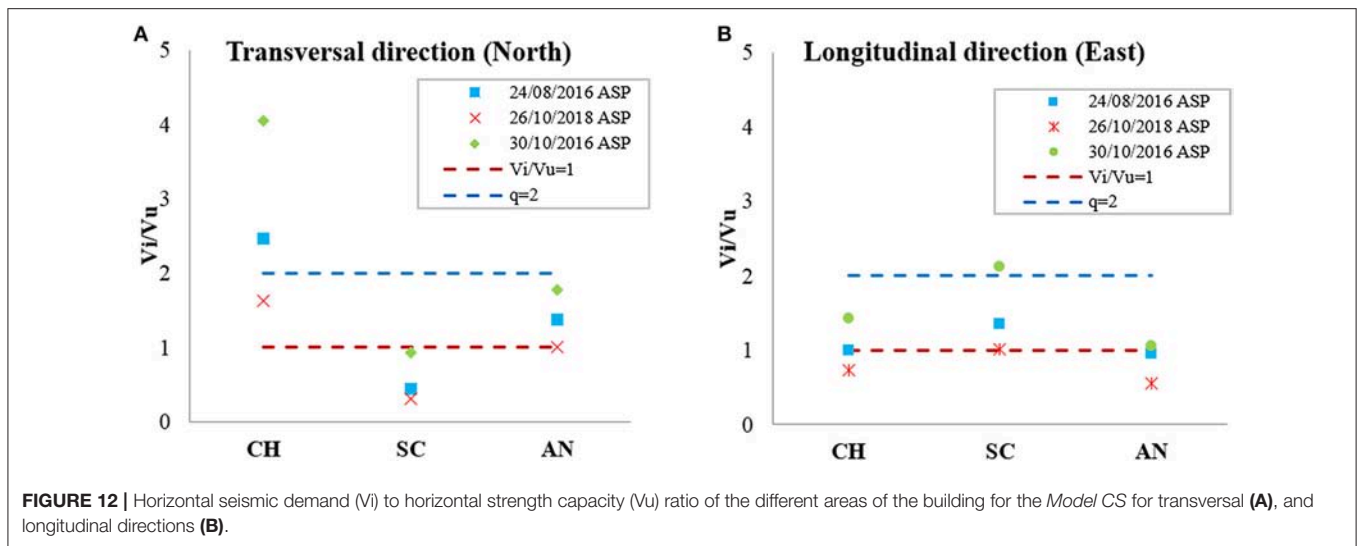 A
Transversal direction (North)
5
4
3
2
1
0
Vi/Vu
24/08/2016 ASP
26/10/2018 ASP
30/10/2016 ASP
Vi/Vu=1
q=2
CH SC AN
B
Longitudinal direction (East)
5
4
3
2
1
0
Vi/Vu
24/08/2016 ASP
26/10/2018 ASP
30/10/2016 ASP
Vi/Vu=1
q=2
CH SC AN
FIGURE 12 | Horizontal seismic demand (Vi) to horizontal strength capacity (Vu) ratio of the different areas of the building for the Model CS for transversal (A), and
longitudinal directions (B).